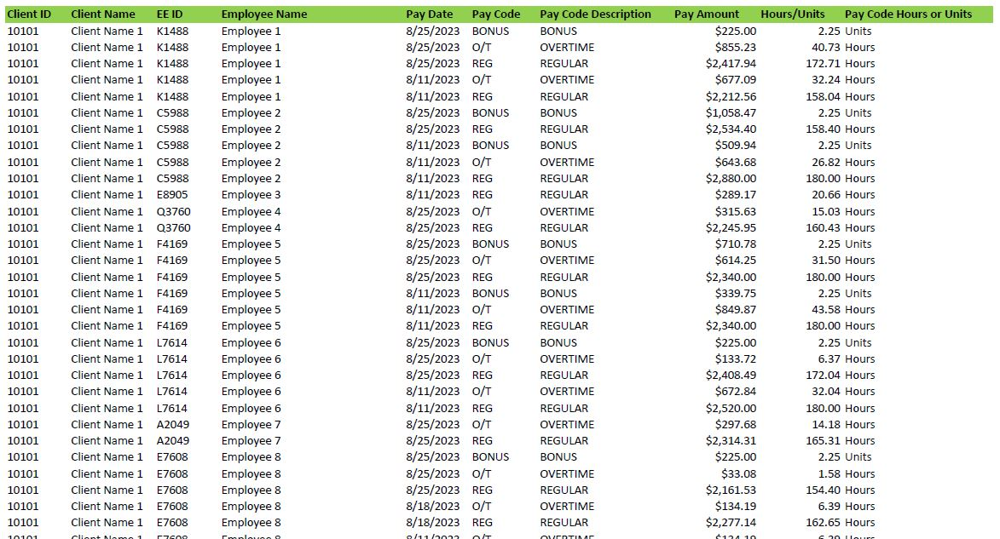 Client ID Client Name EE ID Employee Name Pay Date Pay Code Pay Code Description Pay Amount Hours/Units Pay Code Hours or Units
10101 Client Name 1 K1488 Employee 1 8/25/2023 BONUS BONUS $225.00 2.25 Units
10101 Client Name 1 K1488 Employee 1 8/25/2023 O/T OVERTIME $855.23 40.73 Hours
10101 Client Name 1 K1488 Employee 1 8/25/2023 REG REGULAR $2,417.94 172.71 Hours
10101 Client Name 1 K1488 Employee 1 8/11/2023 O/T OVERTIME $677.09 32.24 Hours
10101 Client Name 1 K1488 Employee 1 8/11/2023 REG REGULAR $2,212.56 158.04 Hours
10101 Client Name 1 C5988 Employee 2 8/25/2023 BONUS BONUS $1,058.47 2.25 Units
10101 Client Name 1 C5988 Employee 2 8/25/2023 REG REGULAR $2,534.40 158.40 Hours
10101 Client Name 1 C5988 Employee 2 8/11/2023 BONUS BONUS $509.94 2.25 Units
10101 Client Name 1 C5988 Employee 2 8/11/2023 O/T OVERTIME $643.68 26.82 Hours
10101 Client Name 1 C5988 Employee 2 8/11/2023 REG REGULAR $2,880.00 180.00 Hours
10101 Client Name 1 E8905 Employee 3 8/11/2023 REG REGULAR $289.17 20.66 Hours
10101 Client Name 1 Q3760 Employee 4 8/25/2023 O/T OVERTIME $315.63 15.03 Hours
10101 Client Name 1 Q3760 Employee 4 8/25/2023 REG REGULAR $2,245.95 160.43 Hours
10101 Client Name 1 F4169 Employee 5 8/25/2023 BONUS BONUS $710.78 2.25 Units
10101 Client Name 1 F4169 Employee 5 8/25/2023 O/T OVERTIME $614.25 31.50 Hours
10101 Client Name 1 F4169 Employee 5 8/25/2023 REG REGULAR $2,340.00 180.00 Hours
10101 Client Name 1 F4169 Employee 5 8/11/2023 BONUS BONUS $339.75 2.25 Units
10101 Client Name 1 F4169 Employee 5 8/11/2023 O/T OVERTIME $849.87 43.58 Hours
10101 Client Name 1 F4169 Employee 5 8/11/2023 REG REGULAR $2,340.00 180.00 Hours
10101 Client Name 1 L7614 Employee 6 8/25/2023 BONUS BONUS $225.00 2.25 Units
10101 Client Name 1 L7614 Employee 6 8/25/2023 O/T OVERTIME $133.72 6.37 Hours
10101 Client Name 1 L7614 Employee 6 8/25/2023 REG REGULAR $2,408.49 172.04 Hours
10101 Client Name 1 L7614 Employee 6 8/11/2023 O/T OVERTIME $672.84 32.04 Hours
10101 Client Name 1 L7614 Employee 6 8/11/2023 REG REGULAR $2,520.00 180.00 Hours
10101 Client Name 1 A2049 Employee 7 8/25/2023 O/T OVERTIME $297.68 14.18 Hours
10101 Client Name 1 A2049 Employee 7 8/25/2023 REG REGULAR $2,314.31 165.31 Hours
10101 Client Name 1 E7608 Employee 8 8/25/2023 BONUS BONUS $225.00 2.25 Units
10101 Client Name 1 E7608 Employee 8 8/25/2023 O/T OVERTIME $33.08 1.58 Hours
10101 Client Name 1 E7608 Employee 8 8/25/2023 REG REGULAR $2,161.53 154.40 Hours
10101 Client Name 1 E7608 Employee 8 8/18/2023 O/T OVERTIME $134.19 6.39 Hours
10101 Client Name 1 E7608 Employee 8 8/18/2023 REG REGULAR $2,277.14 162.65 Hours
10101 Client Name 1 E7608 Employee 8 8/11/2023 O/T OVERTIME $134.19 6.39 Hours